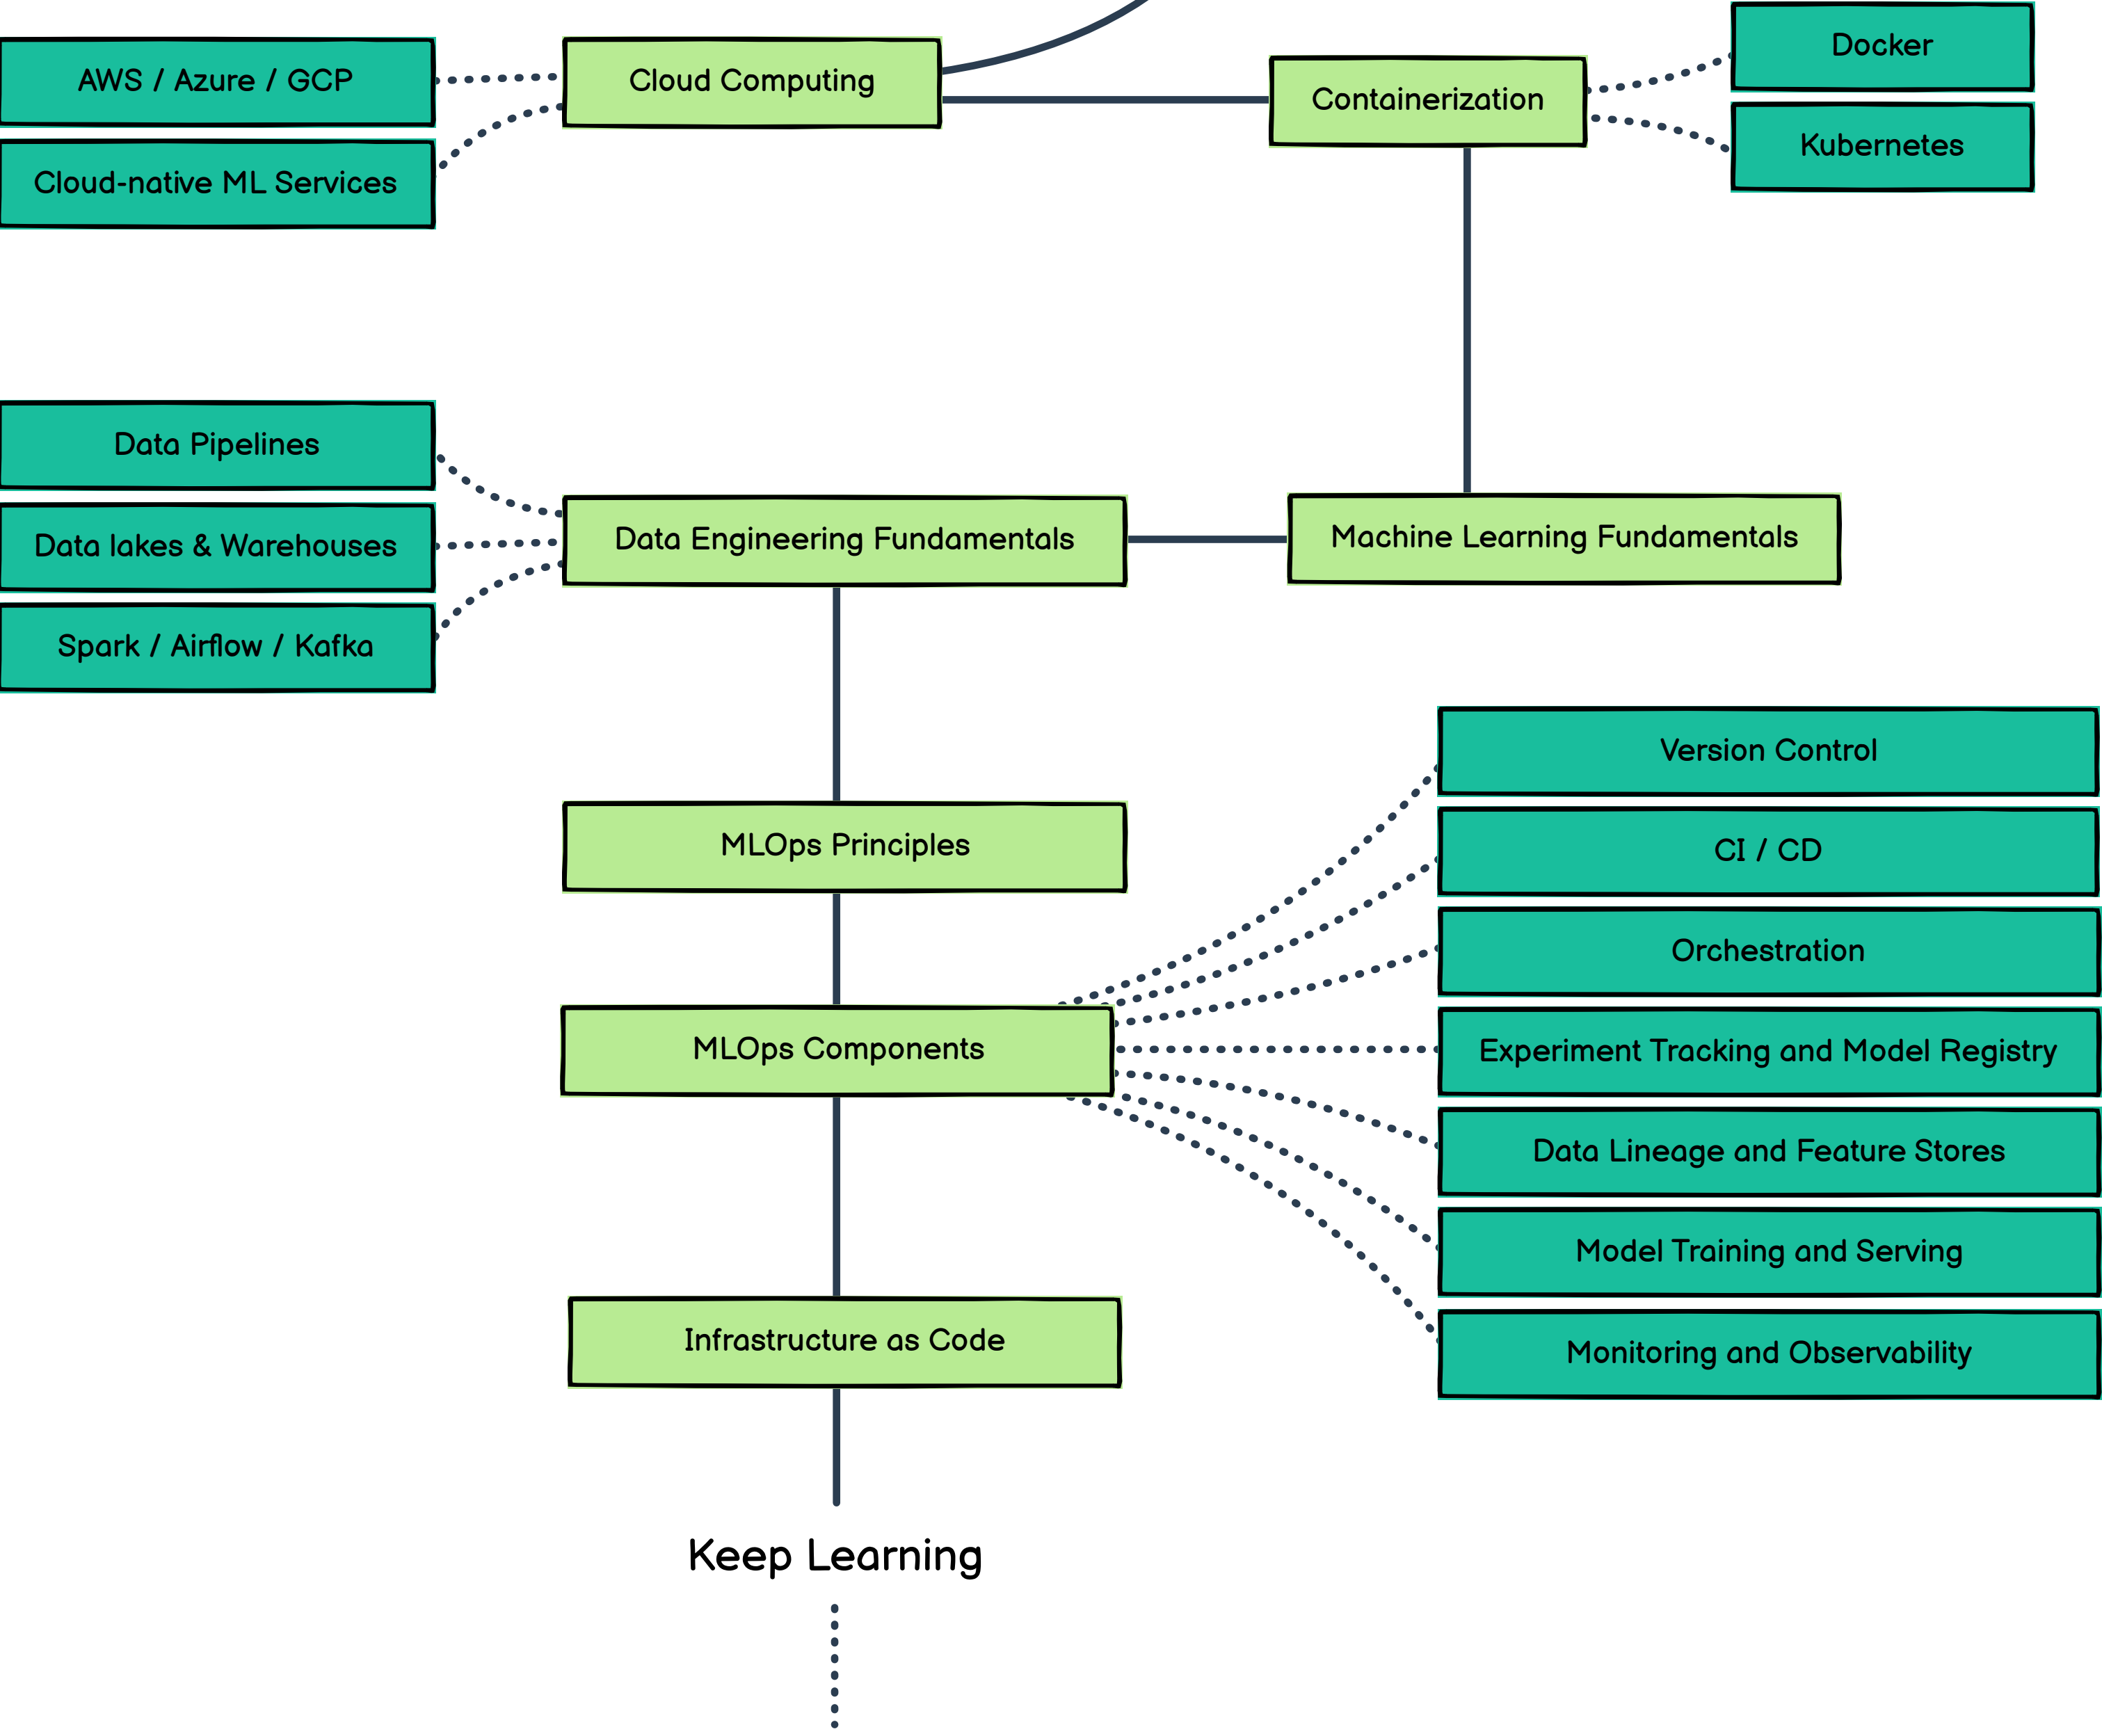 AWS / Azure / GCP
Cloud-native ML Services
Cloud Computing
Containerization
Docker
Kubernetes
Data Pipelines
Data lakes & Warehouses
Spark / Airflow / Kafka
Data Engineering Fundamentals
Machine Learning Fundamentals
MLOps Principles
MLOps Components
Version Control
CI / CD
Orchestration
Experiment Tracking and Model Registry
Data Lineage and Feature Stores
Model Training and Serving
Monitoring and Observability
Infrastructure as Code
Keep Learning